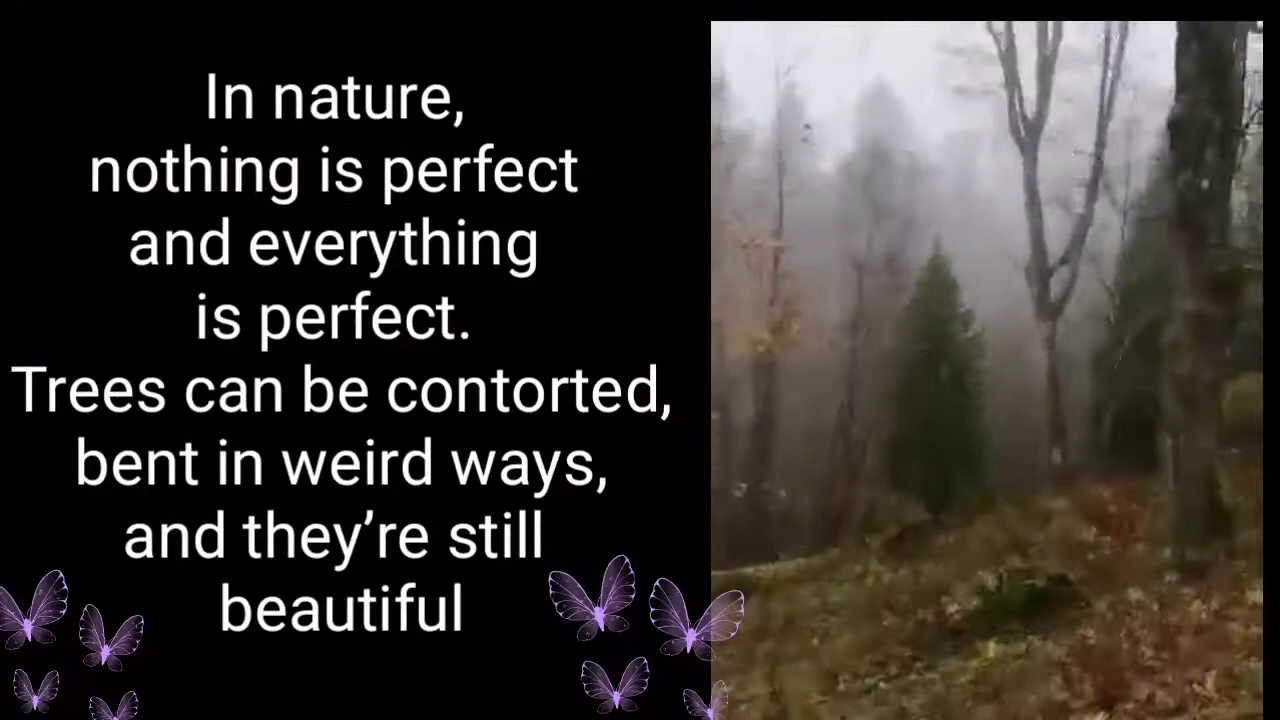 In nature,
nothing is perfect
and everything
is perfect.
Trees can be contorted,
bent in weird ways,
and they’re still
beautiful